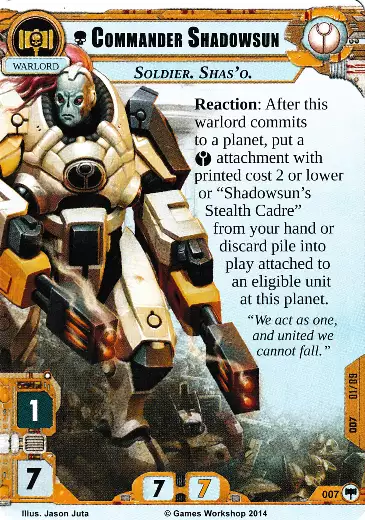 COMMANDER SHADOWSUN
WARLORD
SOLDIER. SHAS'O.
Reaction: After this
warlord commits
to a planet, put a
attachment with
printed cost 2 or lower
or “Shadowsun's
Stealth Cadre”
from your hand or
discard pile into
play attached to
an eligible unit
at this planet.
“We act as one,
and united we
cannot fall.”
007 01/09
1
7
7 7
007
Illus. Jason Juta © Games Workshop 2014